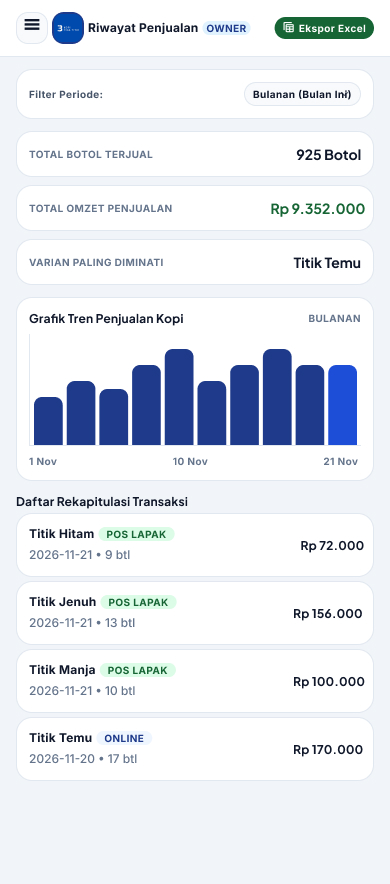 Riwayat Penjualan OWNER
Ekspor Excel
Filter Periode:
Bulanan (Bulan Ini)
TOTAL BOTOL TERJUAL
925 Botol
TOTAL OMZET PENJUALAN
Rp 9.352.000
VARIAN PALING DIMINATI
Titik Temu
Grafik Tren Penjualan Kopi
BULANAN
1 Nov
10 Nov
21 Nov
Daftar Rekapitulasi Transaksi
Titik Hitam POS LAPAK
2026-11-21 • 9 btl
Rp 72.000
Titik Jenuh POS LAPAK
2026-11-21 • 13 btl
Rp 156.000
Titik Manja POS LAPAK
2026-11-21 • 10 btl
Rp 100.000
Titik Temu ONLINE
2026-11-20 • 17 btl
Rp 170.000